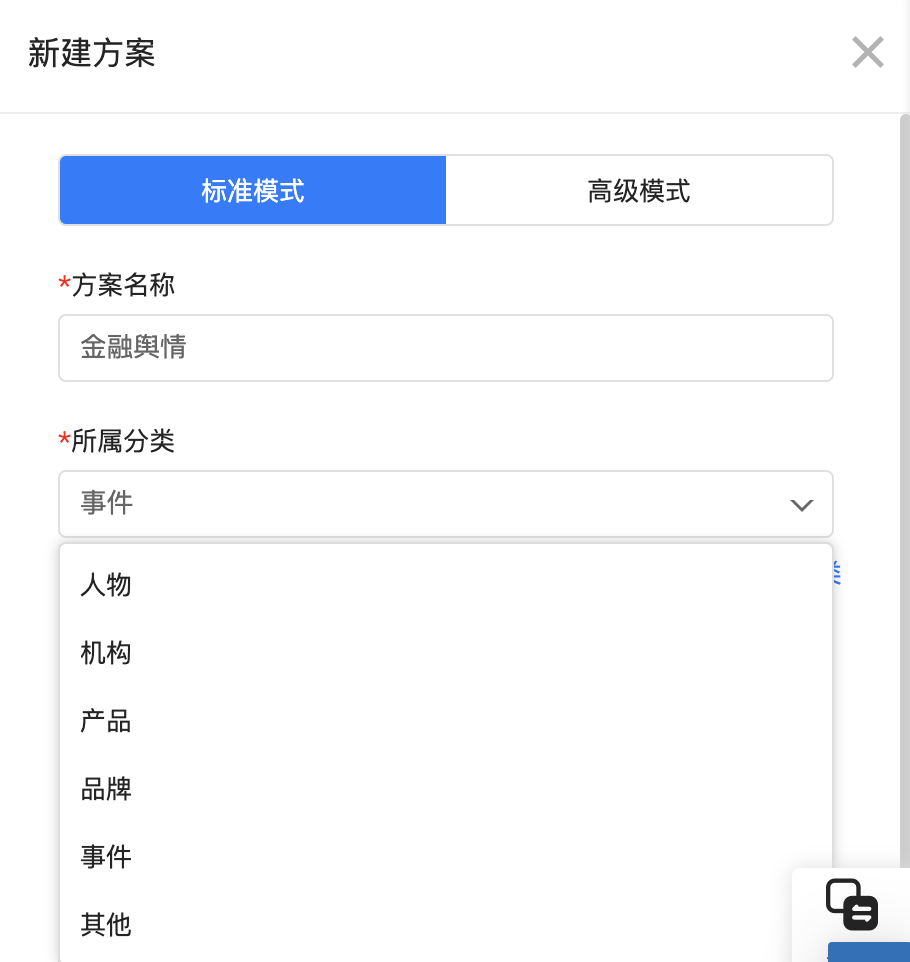 新建方案
标准模式
高级模式
*方案名称
金融舆情
*所属分类
事件
人物
机构
产品
品牌
事件
其他